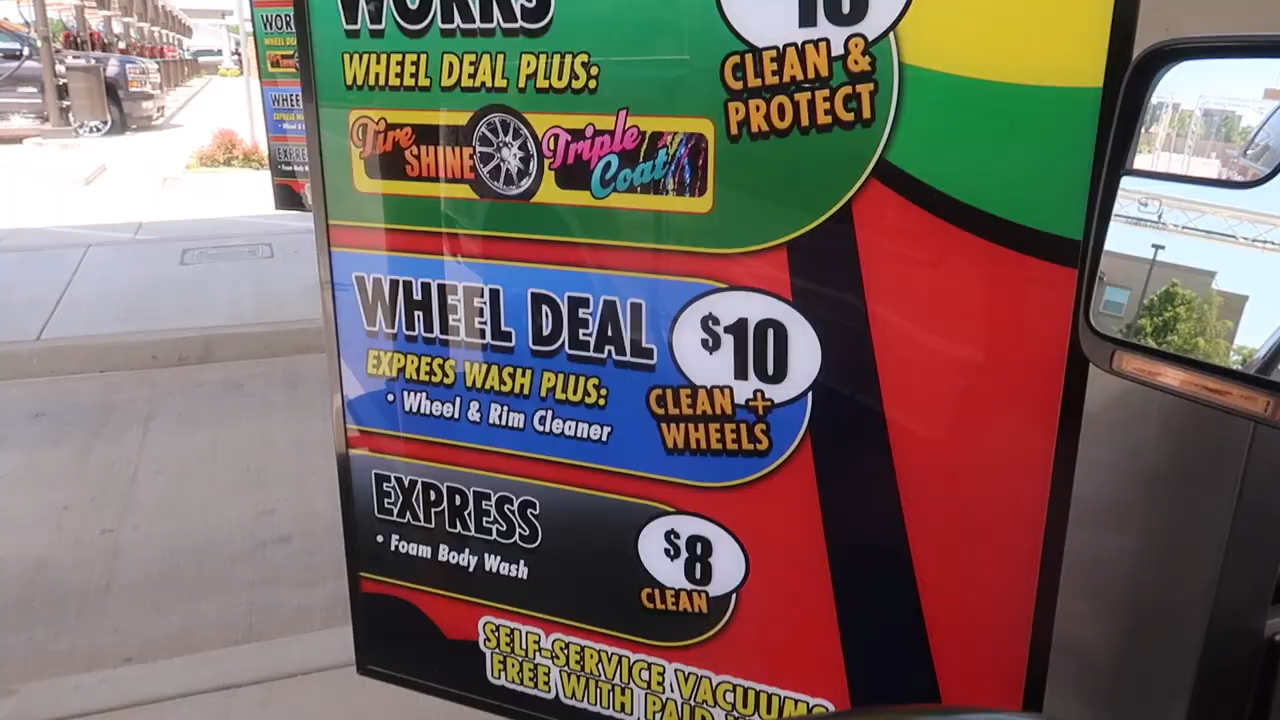 WORKS
WHEEL DEAL PLUS:
Tire SHINE
Triple Coat
CLEAN &
PROTECT
WHEEL DEAL
$10
EXPRESS WASH PLUS:
• Wheel & Rim Cleaner
CLEAN +
WHEELS
EXPRESS
• Foam Body Wash
$8
CLEAN
SELF-SERVICE VACUUMS
FREE WITH PAID